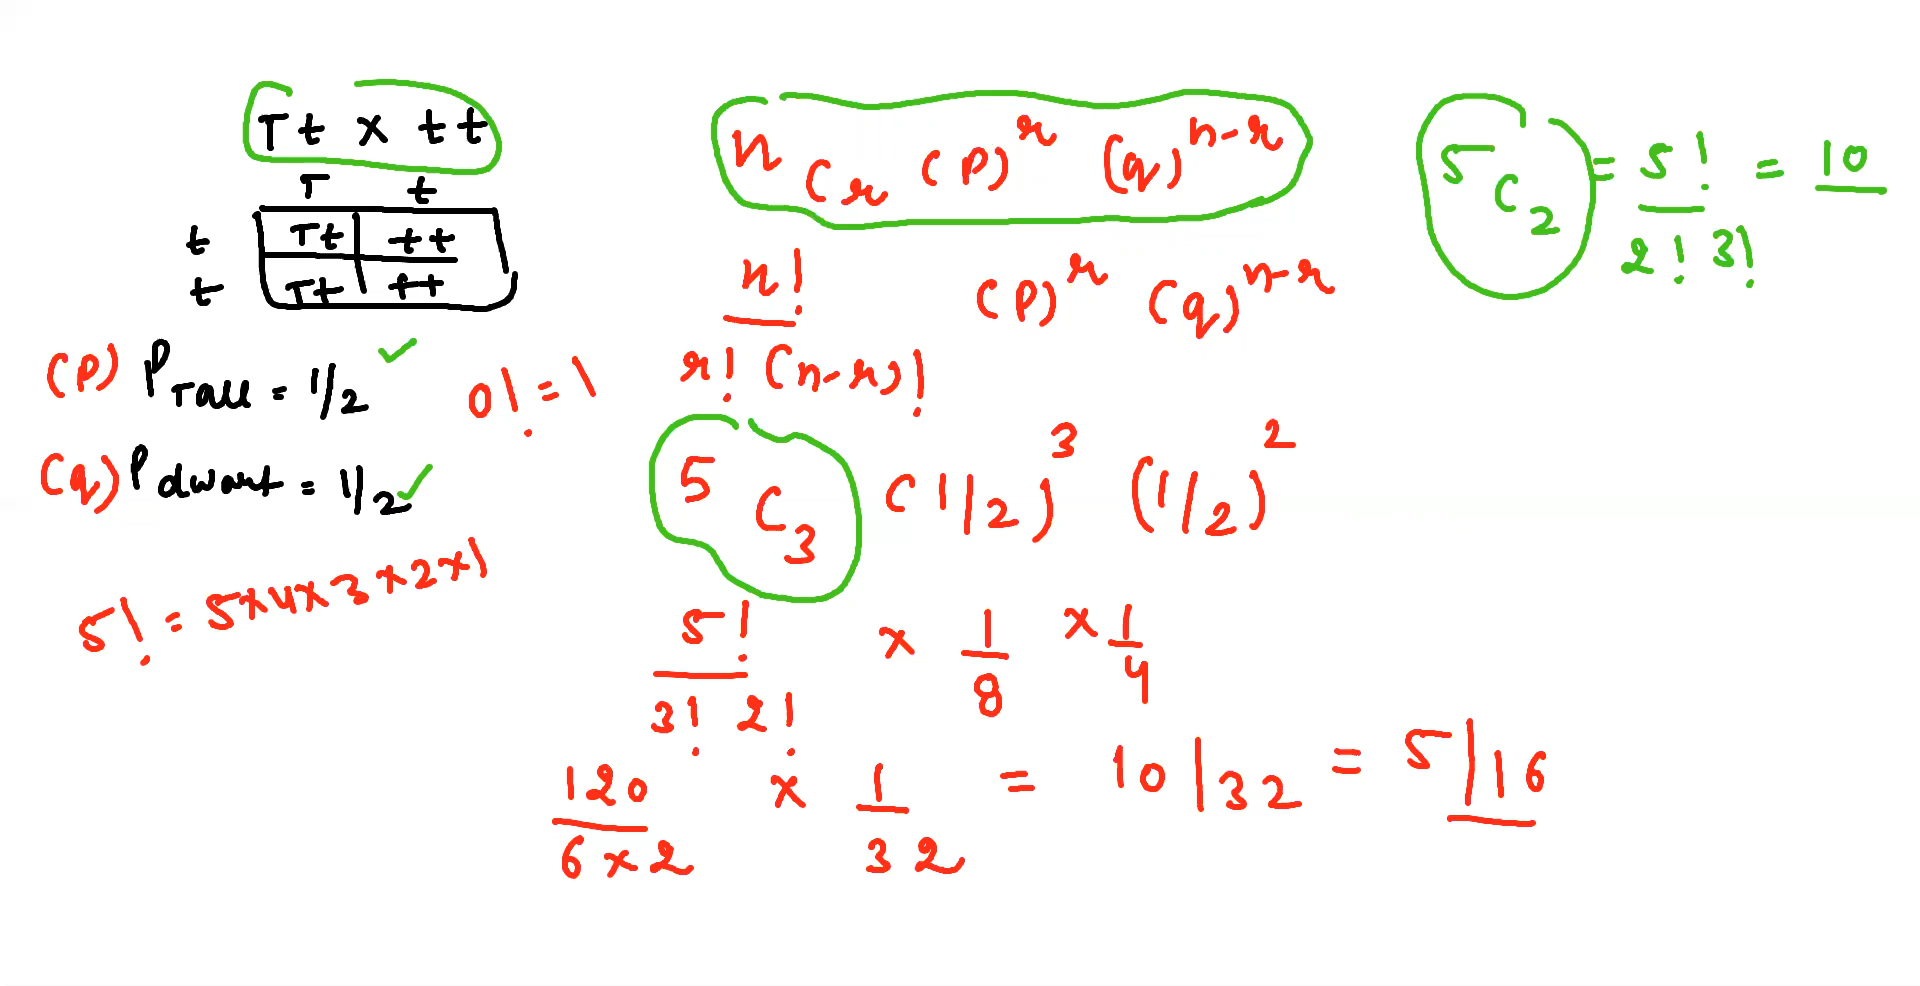 Tt x tt
T t
t Tt tt
t Tt tt
(p) P Tall = 1/2
(q) P dwarf = 1/2
0! = 1
5! = 5x4x3x2x1
nCr (p)^r (q)^n-r
n! (p)^r (q)^n-r
r! (n-r)!
5C3 (1/2)^3 (1/2)^2
5! x 1 x 1
3! 2! 8 4
120 x 1 = 10/32 = 5/16
6x2 32
5C2 = 5! = 10
2! 3!